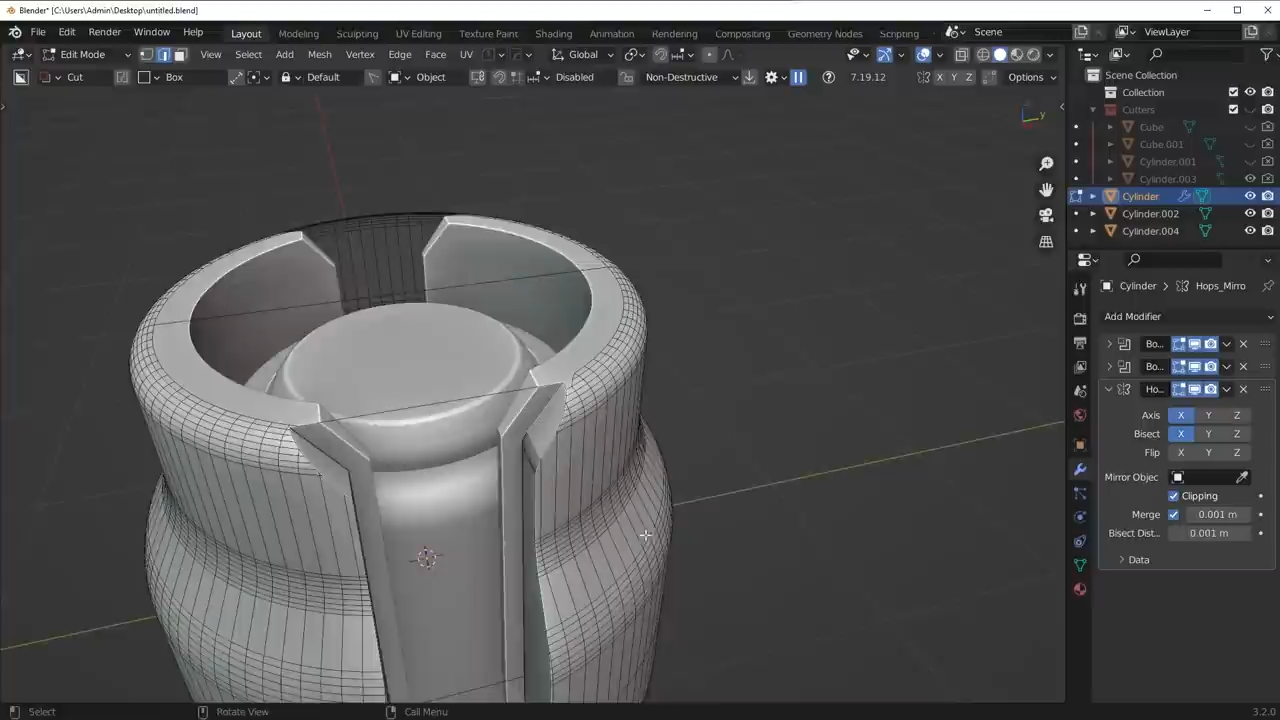 Blender* [C:\Users\Admin\Desktop\untitled.blend]
File Edit Render Window Help Layout Modeling Sculpting UV Editing Texture Paint Shading Animation Rendering Compositing Geometry Nodes Scripting Scene ViewLayer
Edit Mode View Select Add Mesh Vertex Edge Face UV Global
Cut Box Default Object Disabled Non-Destructive 7.19.12 X Y Z Options
Scene Collection
Collection
Cutters
Cube
Cube.001
Cylinder.001
Cylinder.003
Cylinder
Cylinder.002
Cylinder.004
Cylinder Hops_Mirro
Add Modifier
Bo...
Bo...
Ho...
Axis X Y Z
Bisect X Y Z
Flip X Y Z
Mirror Objec
Clipping
Merge 0.001 m
Bisect Dist... 0.001 m
Data
y
Select Rotate View Call Menu 3.2.0